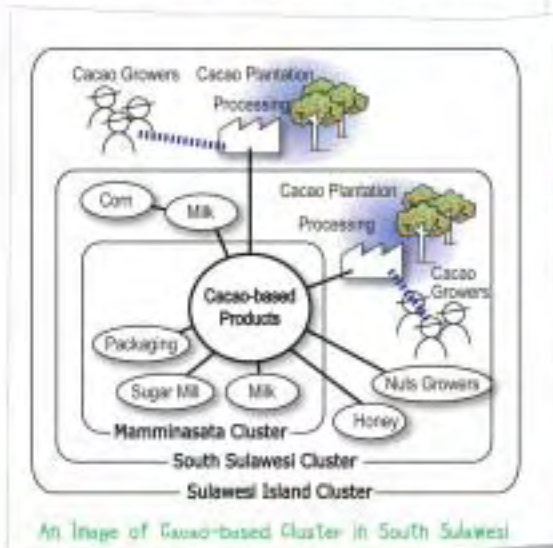 Cacao Growers
Cacao Plantation
Processing
Cacao Plantation
Processing
Cacao
Growers
Corn
Milk
Cacao-based
Products
Packaging
Sugar Mill
Milk
Nuts Growers
Honey
Mamminasata Cluster
South Sulawesi Cluster
Sulawesi Island Cluster
An Image of Cacao-based Cluster in South Sulawesi